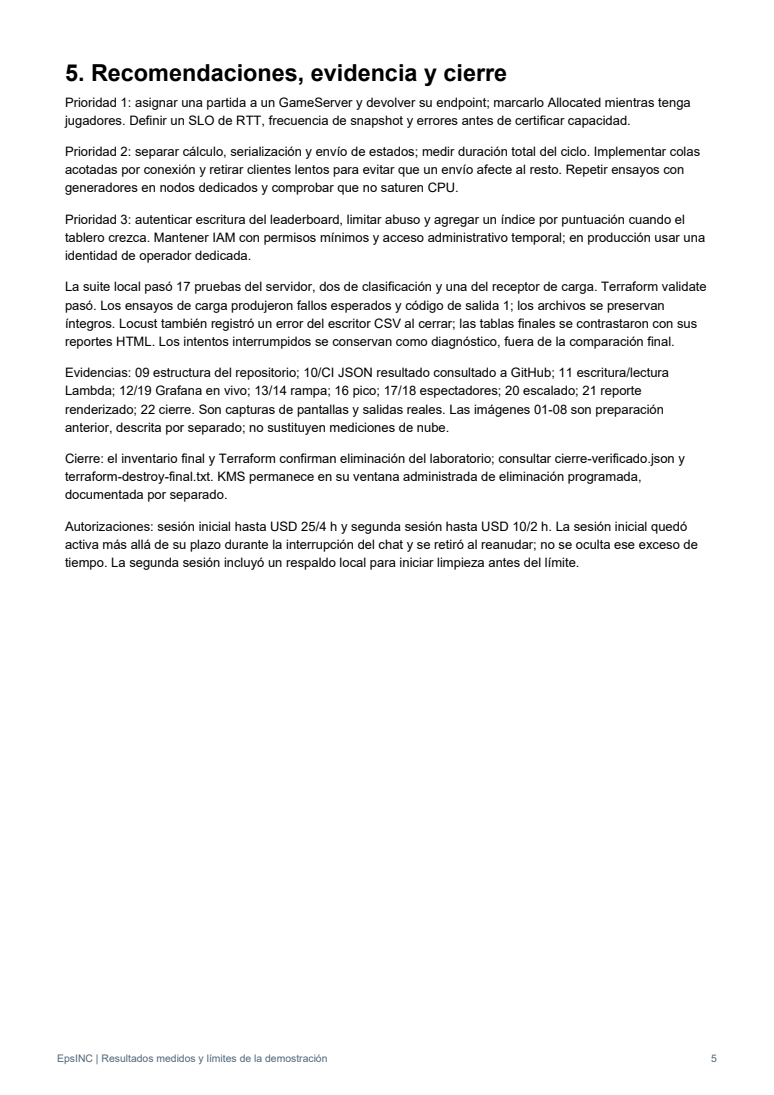 5. Recomendaciones, evidencia y cierre
Prioridad 1: asignar una partida a un GameServer y devolver su endpoint; marcarlo Allocated mientras tenga
jugadores. Definir un SLO de RTT, frecuencia de snapshot y errores antes de certificar capacidad.
Prioridad 2: separar cálculo, serialización y envío de estados; medir duración total del ciclo. Implementar colas
acotadas por conexión y retirar clientes lentos para evitar que un envío afecte al resto. Repetir ensayos con
generadores en nodos dedicados y comprobar que no saturen CPU.
Prioridad 3: autenticar escritura del leaderboard, limitar abuso y agregar un índice por puntuación cuando el
tablero crezca. Mantener IAM con permisos mínimos y acceso administrativo temporal; en producción usar una
identidad de operador dedicada.
La suite local pasó 17 pruebas del servidor, dos de clasificación y una del receptor de carga. Terraform validate
pasó. Los ensayos de carga produjeron fallos esperados y código de salida 1; los archivos se preservan
íntegros. Locust también registró un error del escritor CSV al cerrar; las tablas finales se contrastaron con sus
reportes HTML. Los intentos interrumpidos se conservan como diagnóstico, fuera de la comparación final.
Evidencias: 09 estructura del repositorio; 10/CI JSON resultado consultado a GitHub; 11 escritura/lectura
Lambda; 12/19 Grafana en vivo; 13/14 rampa; 16 pico; 17/18 espectadores; 20 escalado; 21 reporte
renderizado; 22 cierre. Son capturas de pantallas y salidas reales. Las imágenes 01-08 son preparación
anterior, descrita por separado; no sustituyen mediciones de nube.
Cierre: el inventario final y Terraform confirman eliminación del laboratorio; consultar cierre-verificado.json y
terraform-destroy-final.txt. KMS permanece en su ventana administrada de eliminación programada,
documentada por separado.
Autorizaciones: sesión inicial hasta USD 25/4 h y segunda sesión hasta USD 10/2 h. La sesión inicial quedó
activa más allá de su plazo durante la interrupción del chat y se retiró al reanudar; no se oculta ese exceso de
tiempo. La segunda sesión incluyó un respaldo local para iniciar limpieza antes del límite.
EpsINC | Resultados medidos y límites de la demostración
5